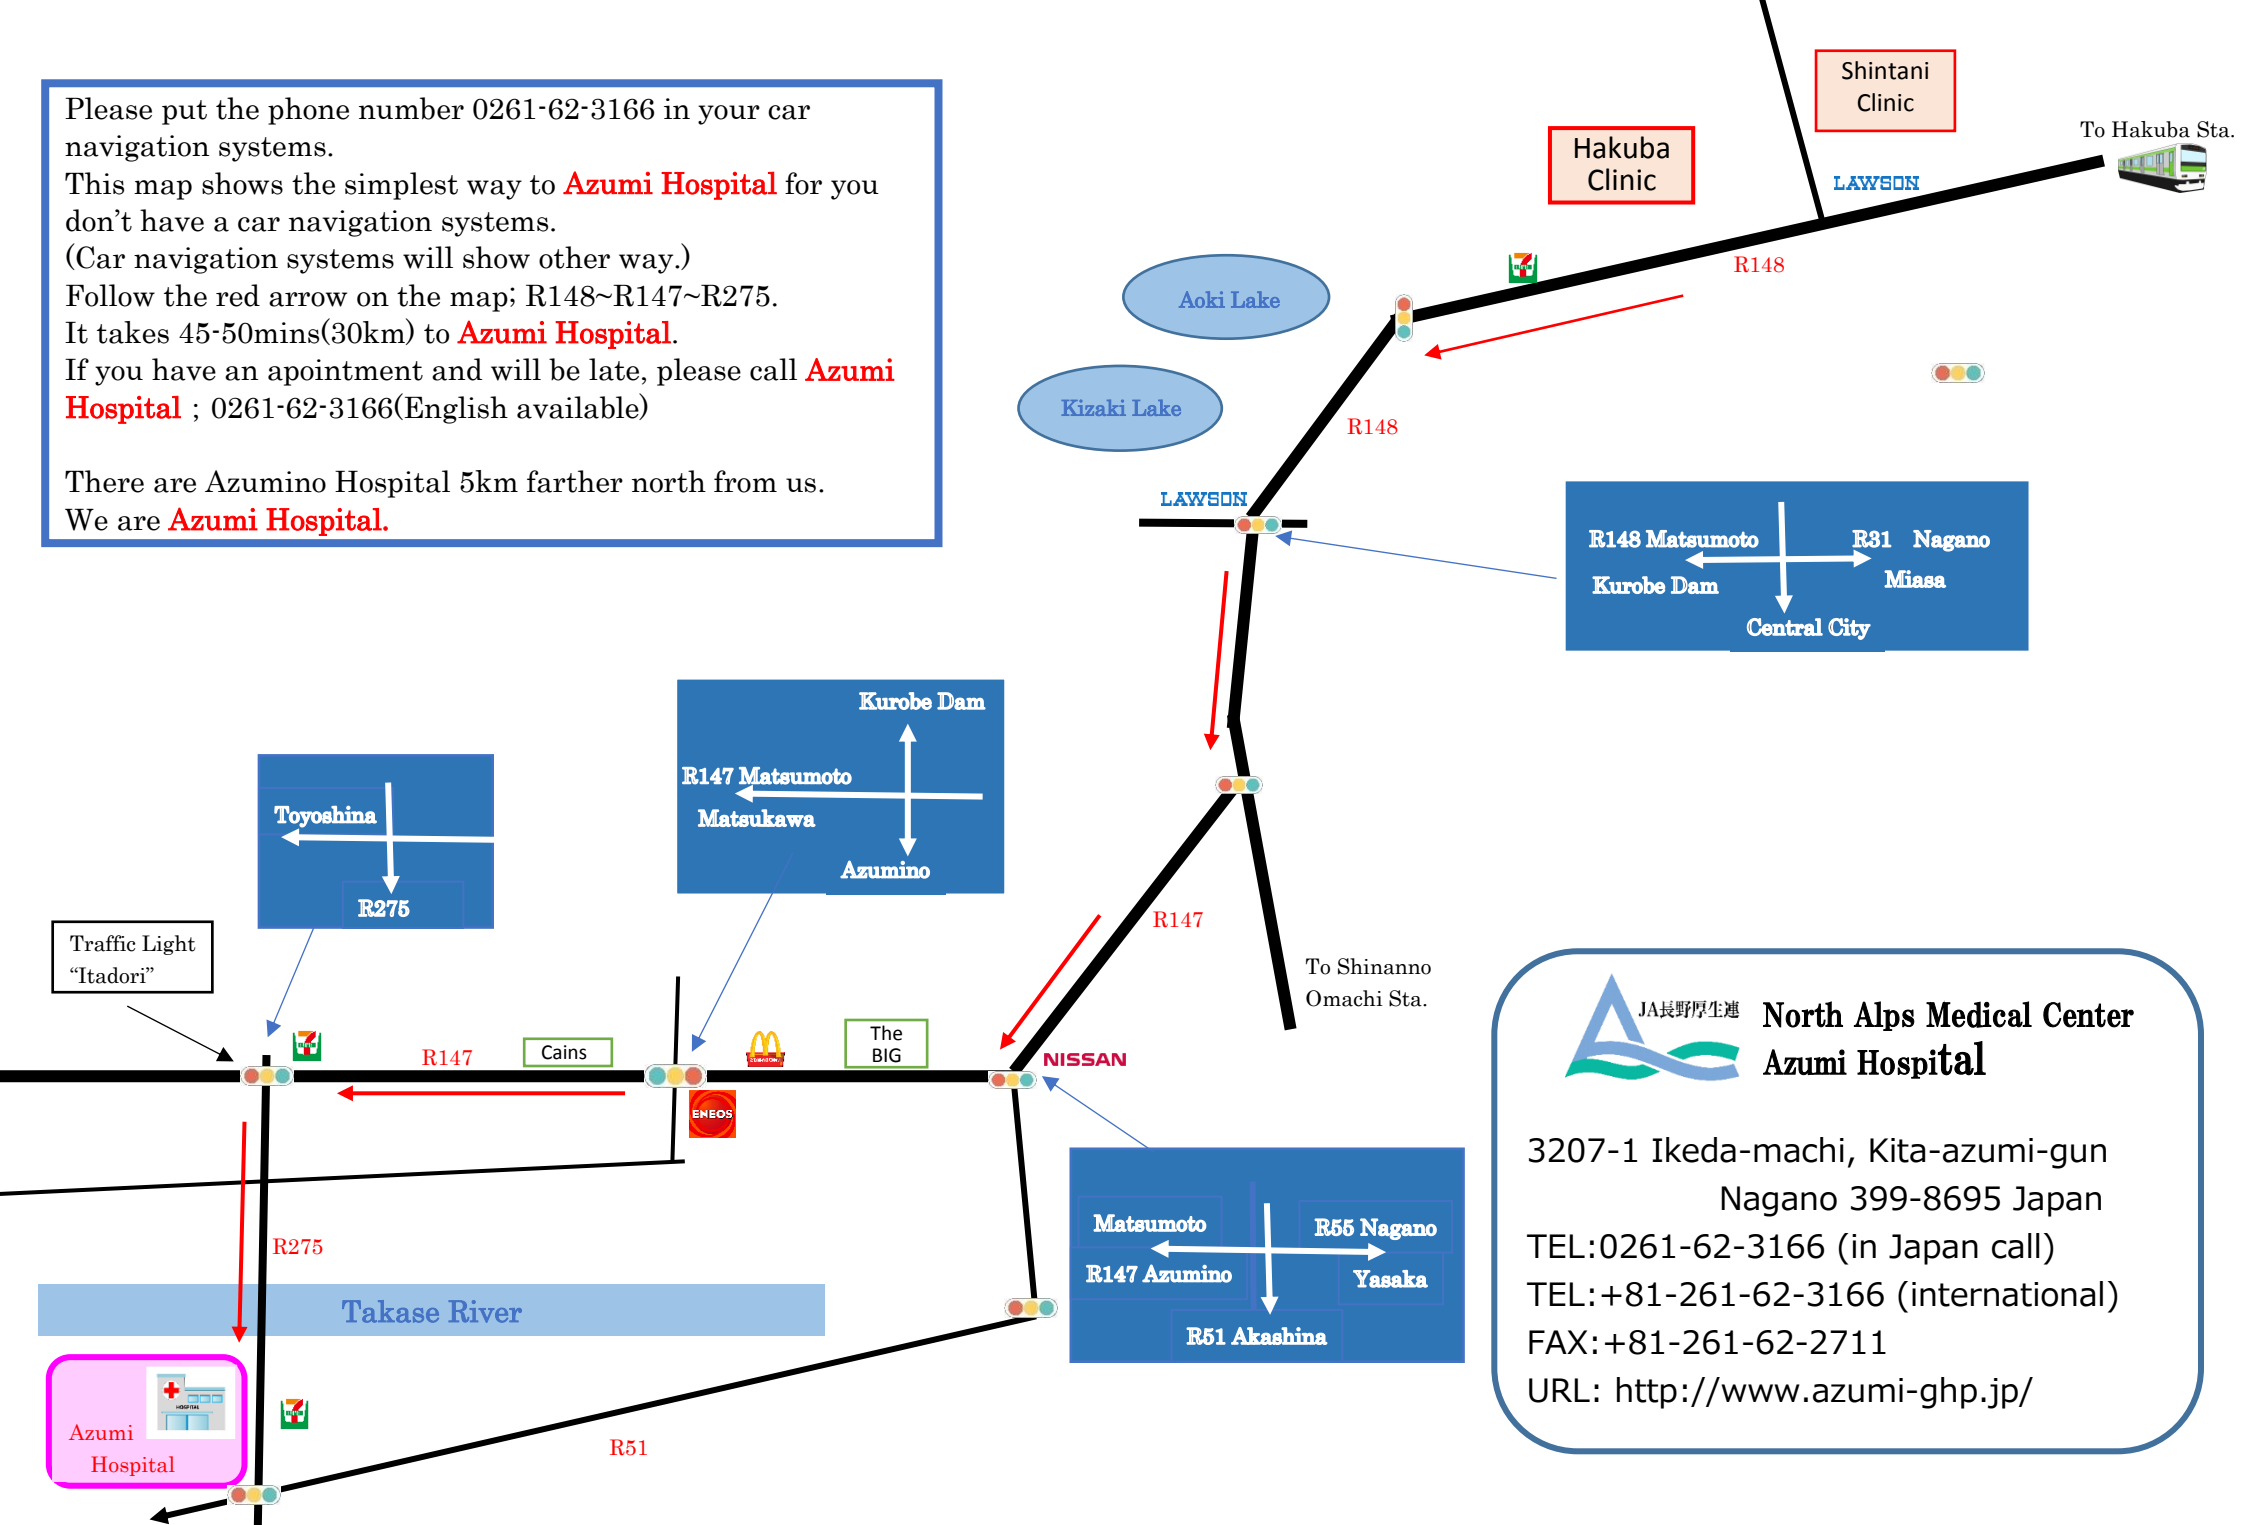 Please put the phone number 0261-62-3166 in your car
navigation systems.
This map shows the simplest way to Azumi Hospital for you
don't have a car navigation systems.
(Car navigation systems will show other way.)
Follow the red arrow on the map; R148~R147~R275.
It takes 45-50mins(30km) to Azumi Hospital.
If you have an apointment and will be late, please call Azumi
Hospital ; 0261-62-3166(English available)
There are Azumino Hospital 5km farther north from us.
We are Azumi Hospital.
Shintani
Clinic
To Hakuba Sta.
Hakuba
Clinic
LAWSON
R148
Aoki Lake
Kizaki Lake
R148
LAWSON
R148 Matsumoto
R31 Nagano
Kurobe Dam
Miasa
Central City
Kurobe Dam
R147 Matsumoto
Matsukawa
Azumino
Toyoshina
R275
Traffic Light
“Itadori”
R147
To Shinanno
Omachi Sta.
R147
Cains
The
BIG
NISSAN
ENEOS
Matsumoto
R55 Nagano
R147 Azumino
Yasaka
R51 Akashina
R275
Takase River
HOSPITAL
Azumi
Hospital
R51
JA長野厚生連
North Alps Medical Center
Azumi Hospital
3207-1 Ikeda-machi, Kita-azumi-gun
Nagano 399-8695 Japan
TEL:0261-62-3166 (in Japan call)
TEL:+81-261-62-3166 (international)
FAX:+81-261-62-2711
URL: http://www.azumi-ghp.jp/